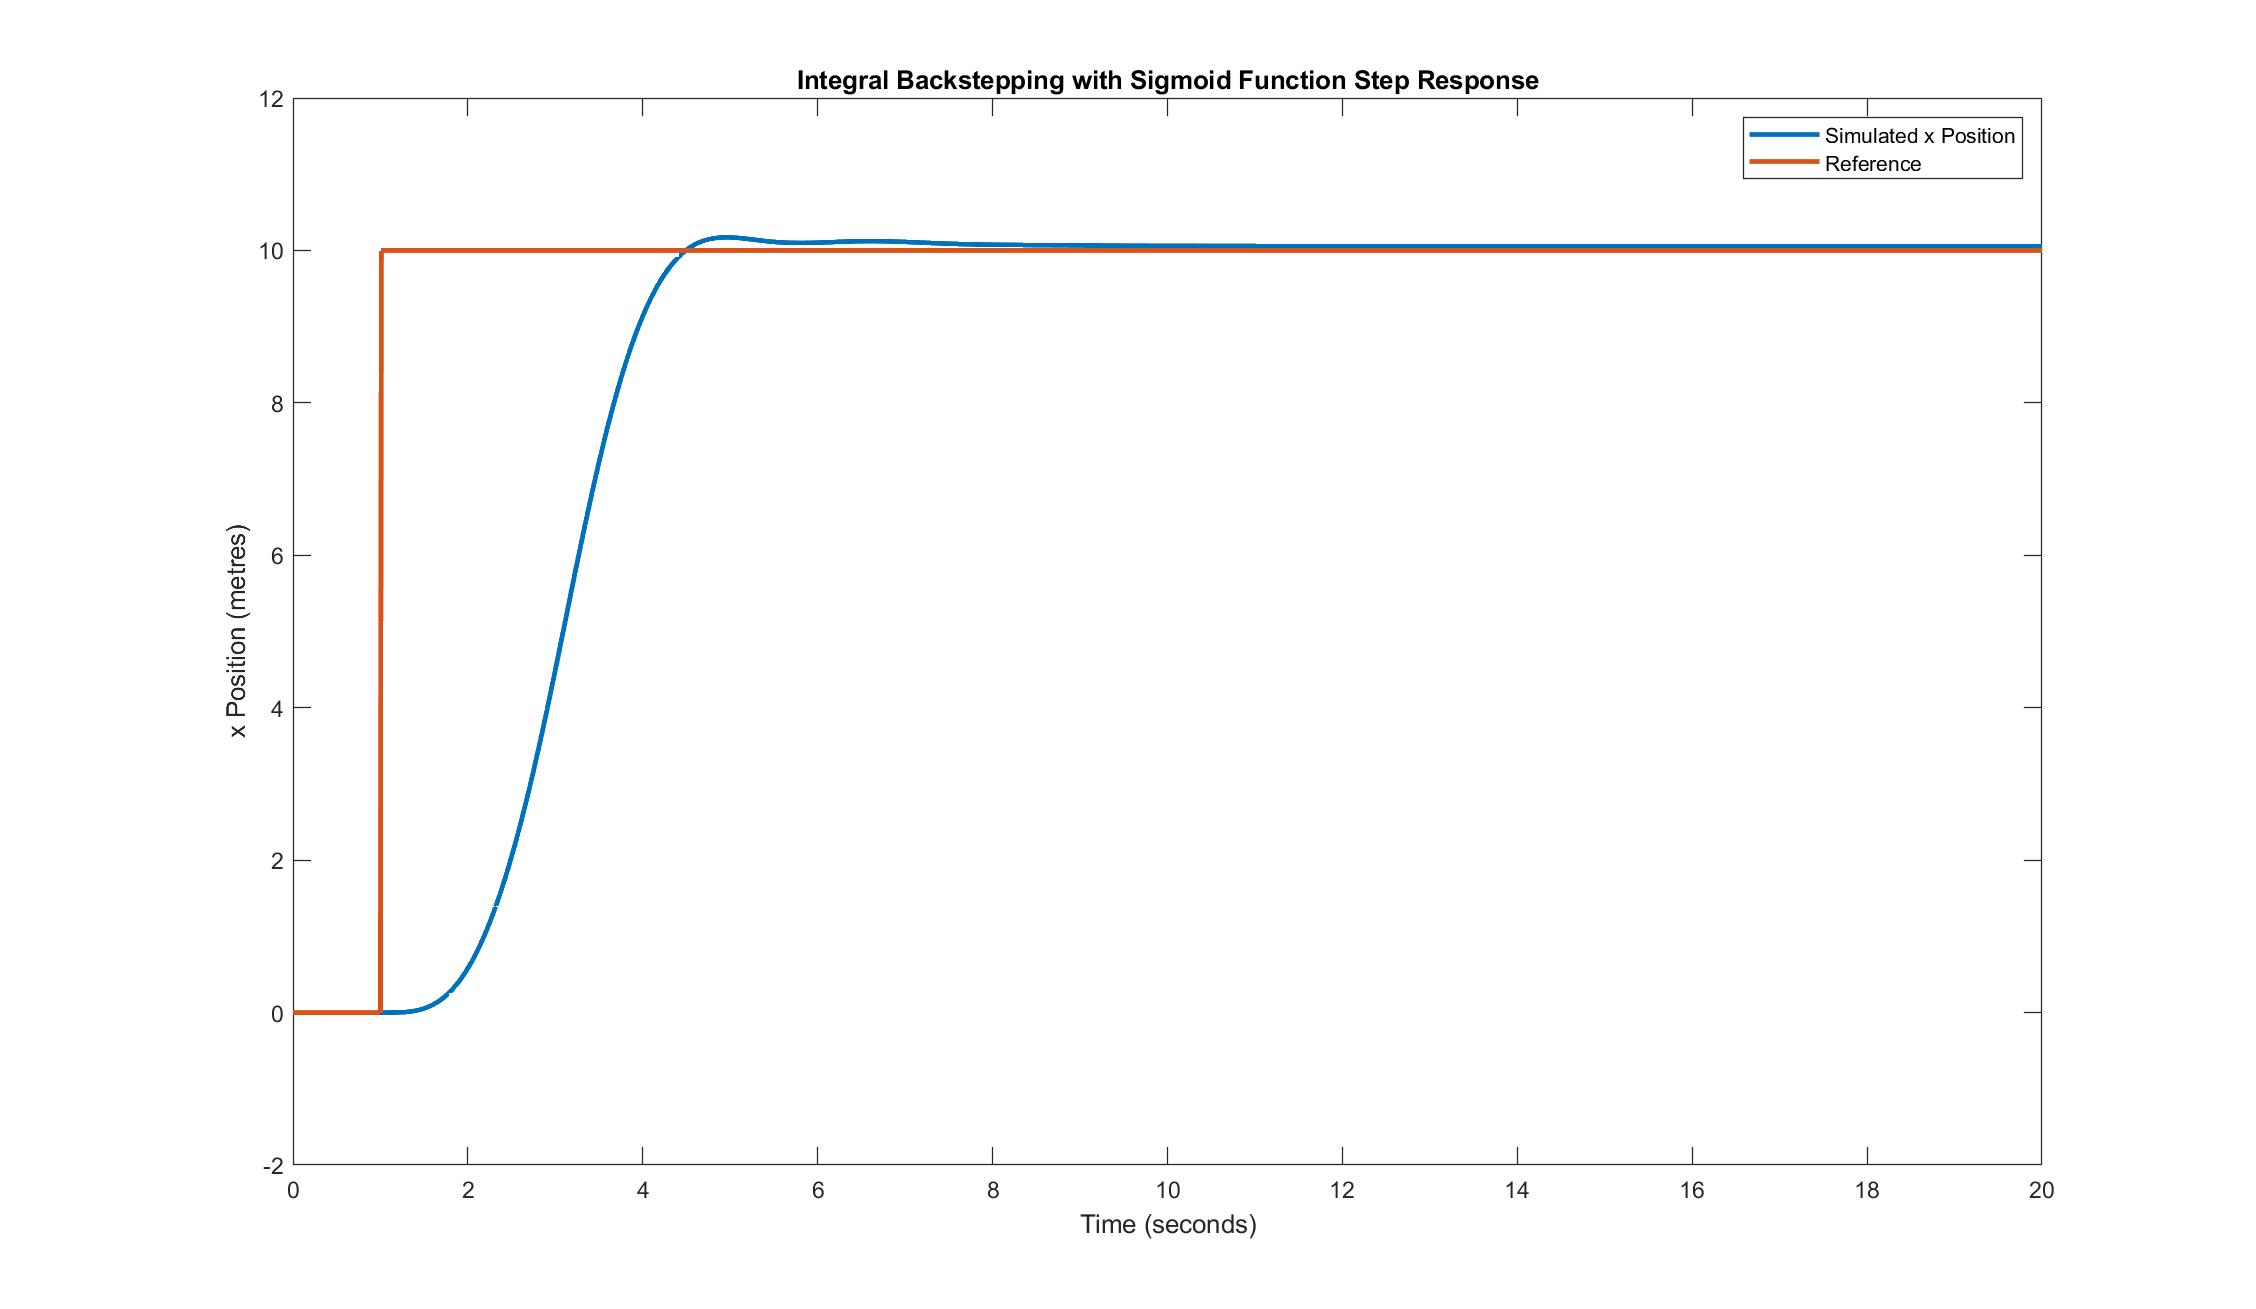 Integral Backstepping with Sigmoid Function Step Response
12
Simulated x Position
Reference
10
8
6
4
2
0
-2
x Position (metres)
0 2 4 6 8 10 12 14 16 18 20
Time (seconds)